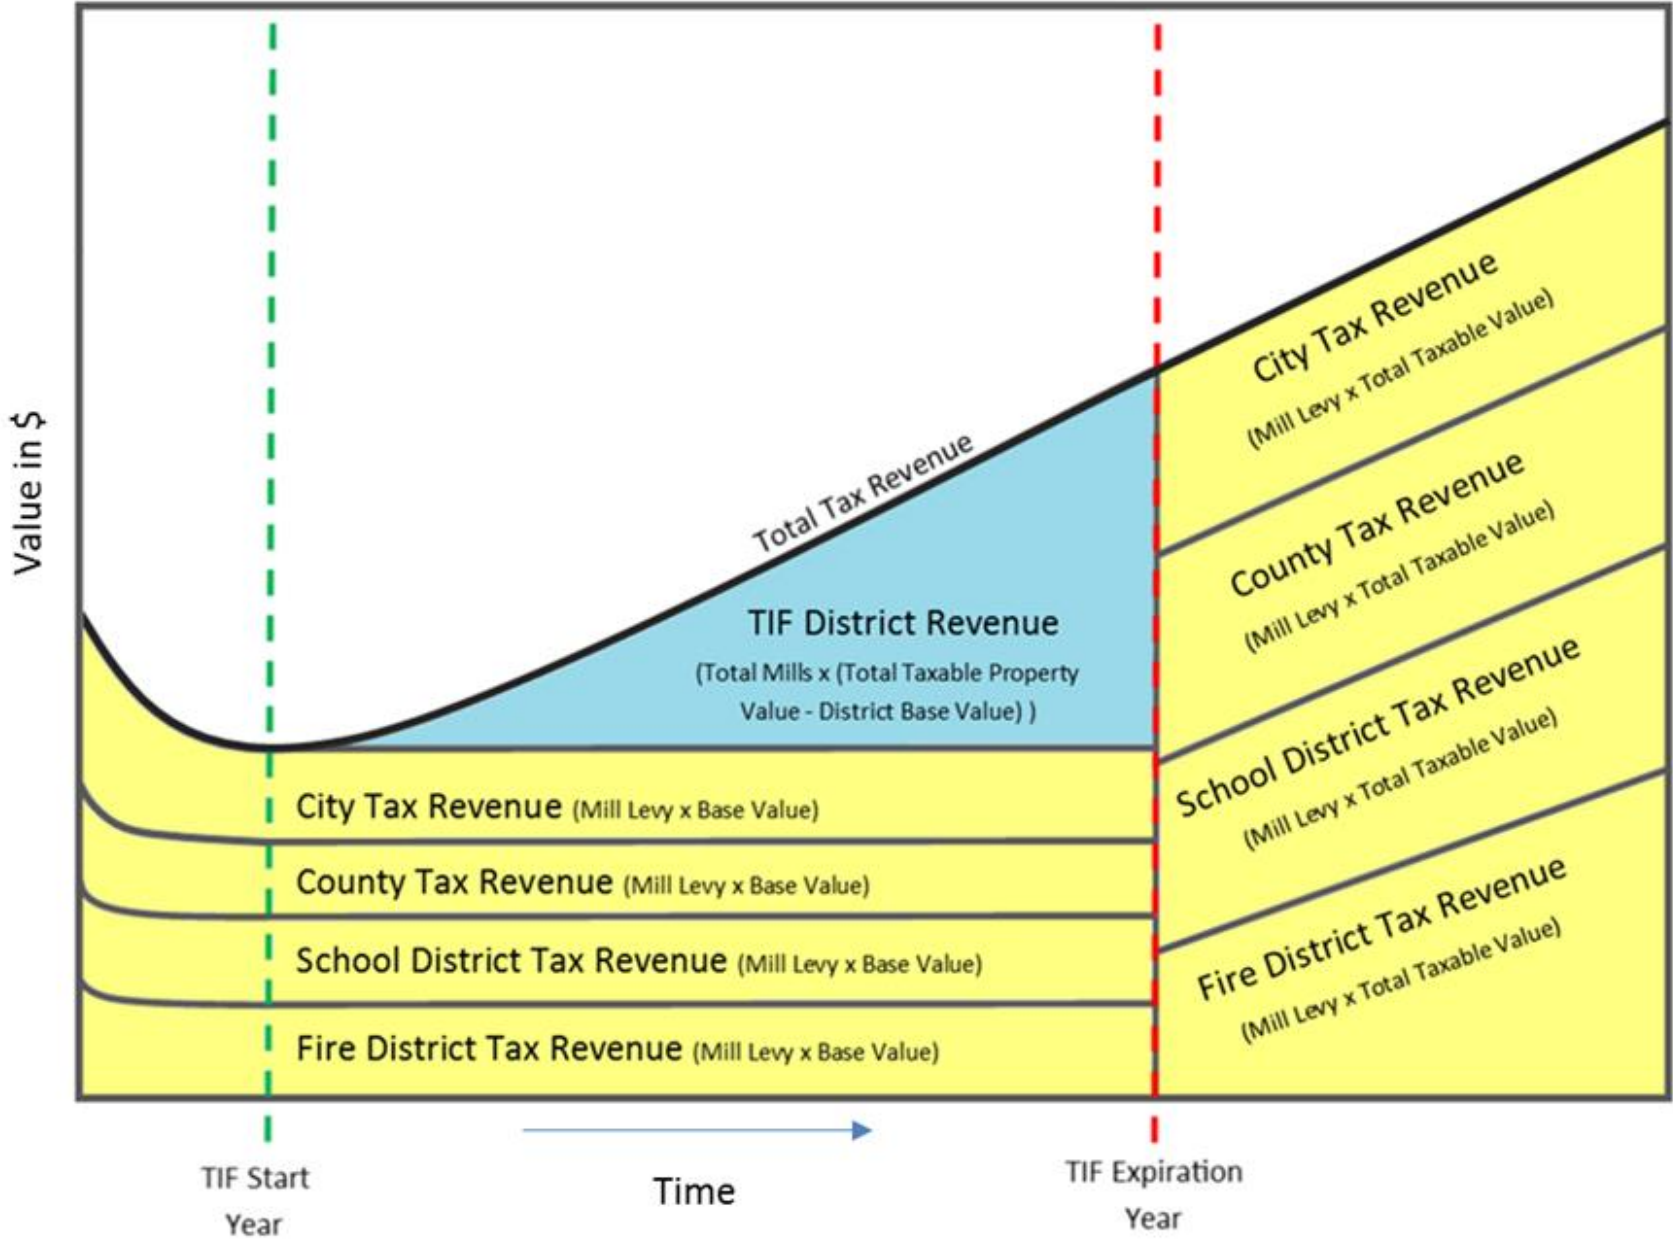 Value in $
Total Tax Revenue
TIF District Revenue
(Total Mills x (Total Taxable Property
Value - District Base Value) )
City Tax Revenue (Mill Levy x Base Value)
County Tax Revenue (Mill Levy x Base Value)
School District Tax Revenue (Mill Levy x Base Value)
Fire District Tax Revenue (Mill Levy x Base Value)
City Tax Revenue
(Mill Levy x Total Taxable Value)
County Tax Revenue
(Mill Levy x Total Taxable Value)
School District Tax Revenue
(Mill Levy x Total Taxable Value)
Fire District Tax Revenue
(Mill Levy x Total Taxable Value)
TIF Start
Year
Time
TIF Expiration
Year